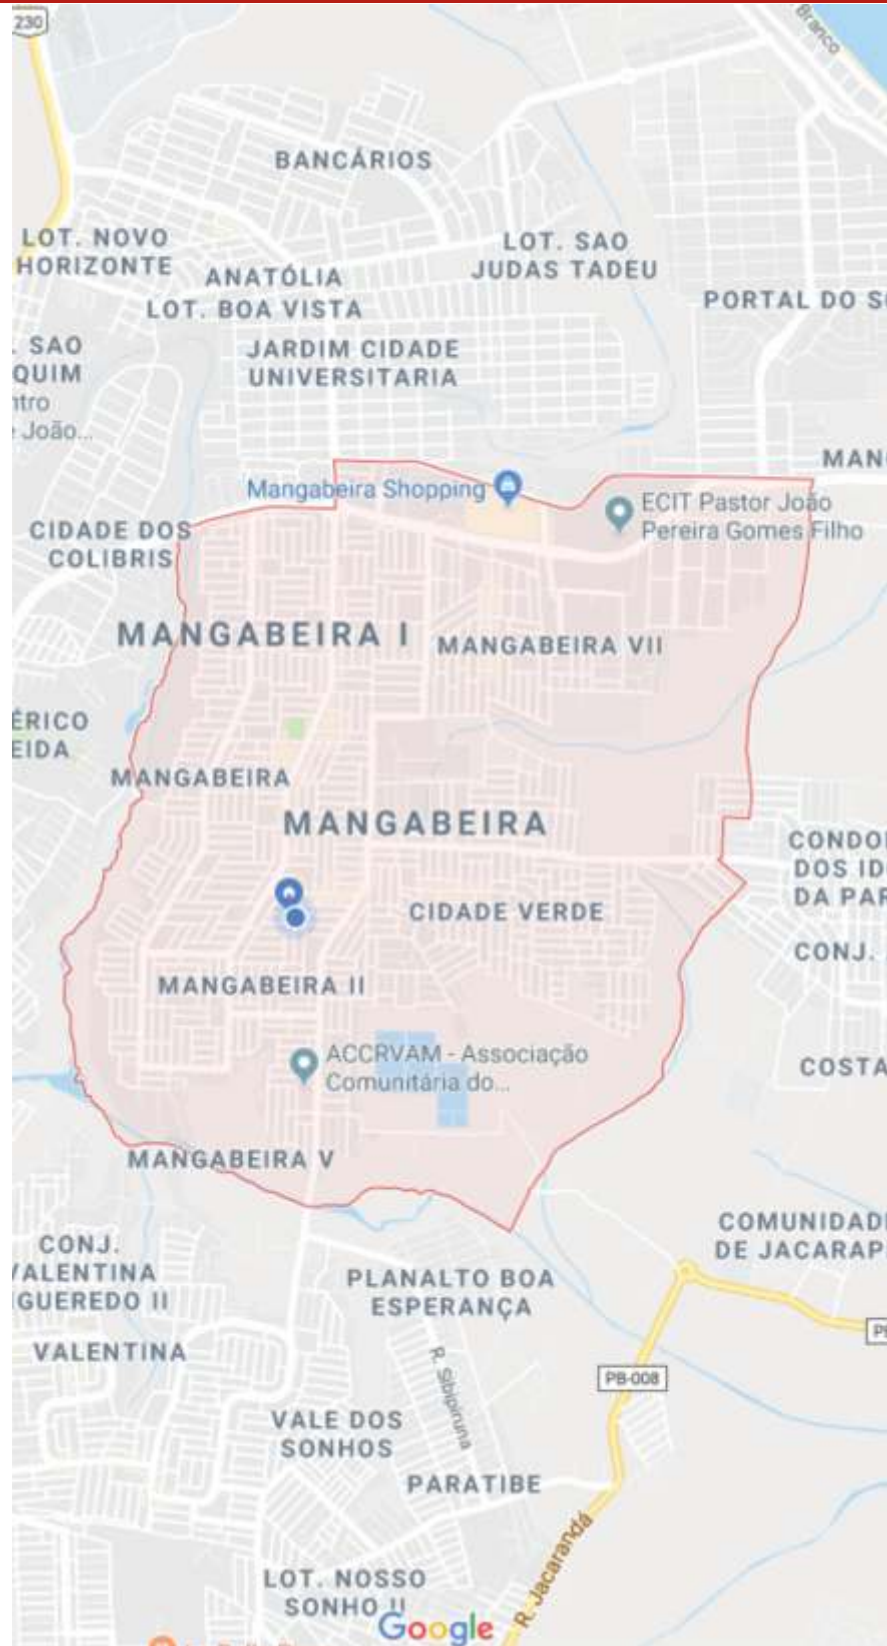 230
Branco
BANCÁRIOS
LOT. NOVO
HORIZONTE
LOT. SAO
JUDAS TADEU
ANATÓLIA
LOT. BOA VISTA
PORTAL DO S
. SAO
QUIM
ntro
João...
JARDIM CIDADE
UNIVERSITARIA
MAN
Mangabeira Shopping
ECIT Pastor João
Pereira Gomes Filho
CIDADE DOS
COLIBRIS
MANGABEIRA I
MANGABEIRA VII
ÉRICO
EIDA
MANGABEIRA
MANGABEIRA
CONDO
DOS ID
DA PAR
CIDADE VERDE
CONJ.
MANGABEIRA II
ACCRVAM - Associação
Comunitária do...
COSTA
MANGABEIRA V
COMUNIDAD
DE JACARAP
CONJ.
VALENTINA
GUEREDO II
PLANALTO BOA
ESPERANÇA
VALENTINA
R. Sibipiruna
PB-008
VALE DOS
SONHOS
PARATIBE
R. Jacarandá
LOT. NOSSO
SONHO II
Google